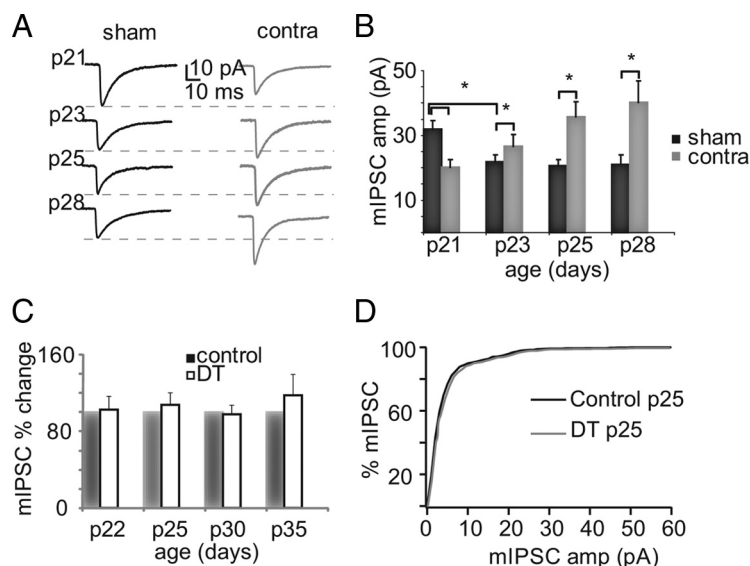 A
sham
contra
p21
10 pA
10 ms
p23
p25
p28
B
mIPSC amp (pA)
50
30
10
*
*
*
*
sham
contra
p21
p23
p25
p28
age (days)
C
mIPSC % change
160
80
0
control
DT
p22
p25
p30
p35
age (days)
D
% mIPSC
100
60
20
Control p25
DT p25
0
10
20
30
40
50
60
mIPSC amp (pA)